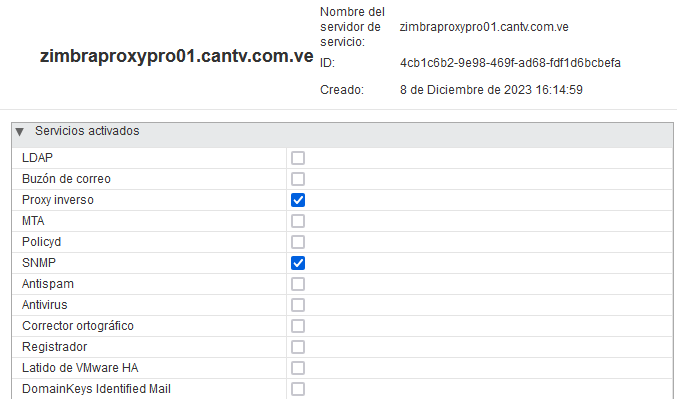 Nombre del
servidor de
servicio:
zimbraproxypro01.cantv.com.ve
zimbraproxypro01.cantv.com.ve
ID:
4cb1c6b2-9e98-469f-ad68-fdf1d6bcbefa
Creado:
8 de Diciembre de 2023 16:14:59
Servicios activados
LDAP
Buzón de correo
Proxy inverso
MTA
Policyd
SNMP
Antispam
Antivirus
Corrector ortográfico
Registrador
Latido de VMware HA
DomainKeys Identified Mail